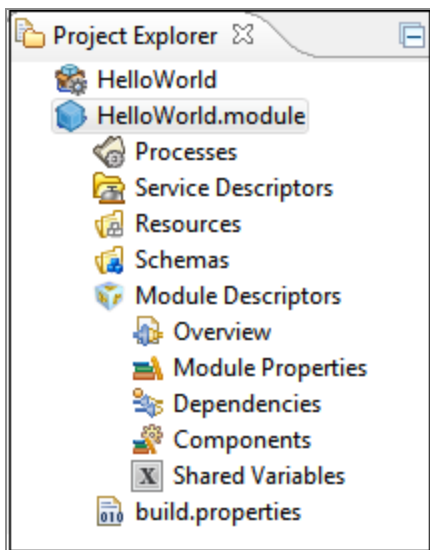 Project Explorer
HelloWorld
HelloWorld.module
Processes
Service Descriptors
Resources
Schemas
Module Descriptors
Overview
Module Properties
Dependencies
Components
X Shared Variables
010 build.properties